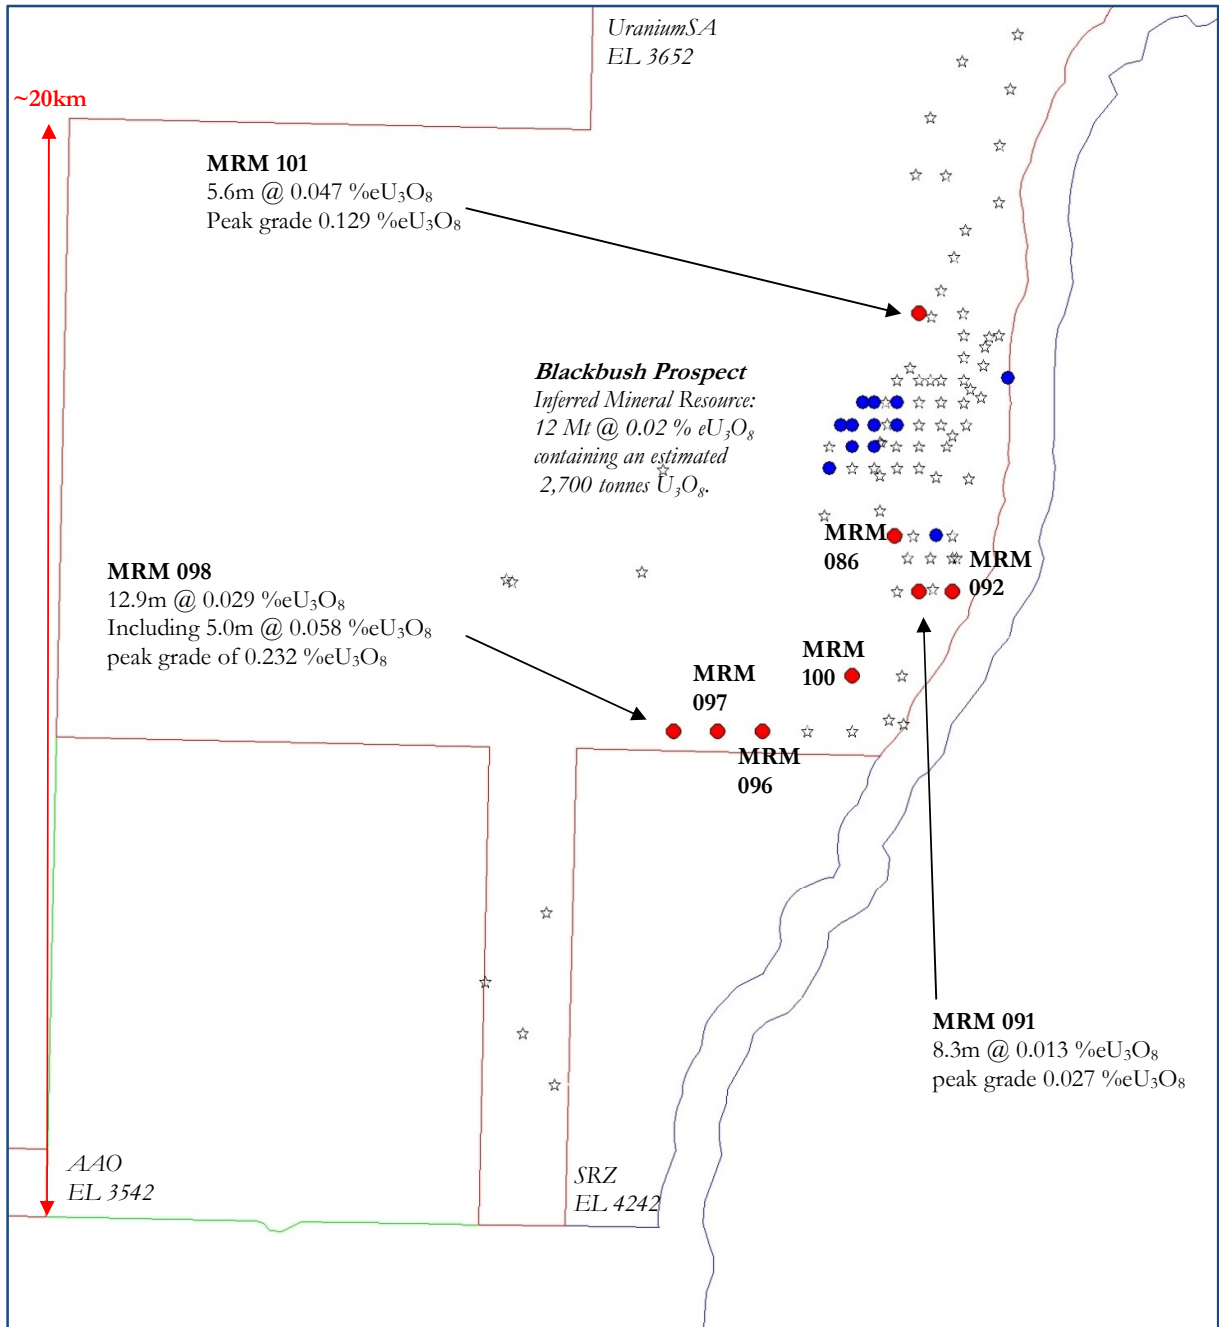 UraniumSA
EL 3652
~20km
MRM 101
5.6m @ 0.047 %eU₃O₈
Peak grade 0.129 %eU₃O₈
Blackbush Prospect
Inferred Mineral Resource:
12 Mt @ 0.02 % eU₃O₈
containing an estimated
2,700 tonnes U₃O₈.
MRM
086
MRM
092
MRM 098
12.9m @ 0.029 %eU₃O₈
Including 5.0m @ 0.058 %eU₃O₈
peak grade of 0.232 %eU₃O₈
MRM
100
MRM
097
MRM
096
MRM 091
8.3m @ 0.013 %eU₃O₈
peak grade 0.027 %eU₃O₈
AAO
EL 3542
SRZ
EL 4242